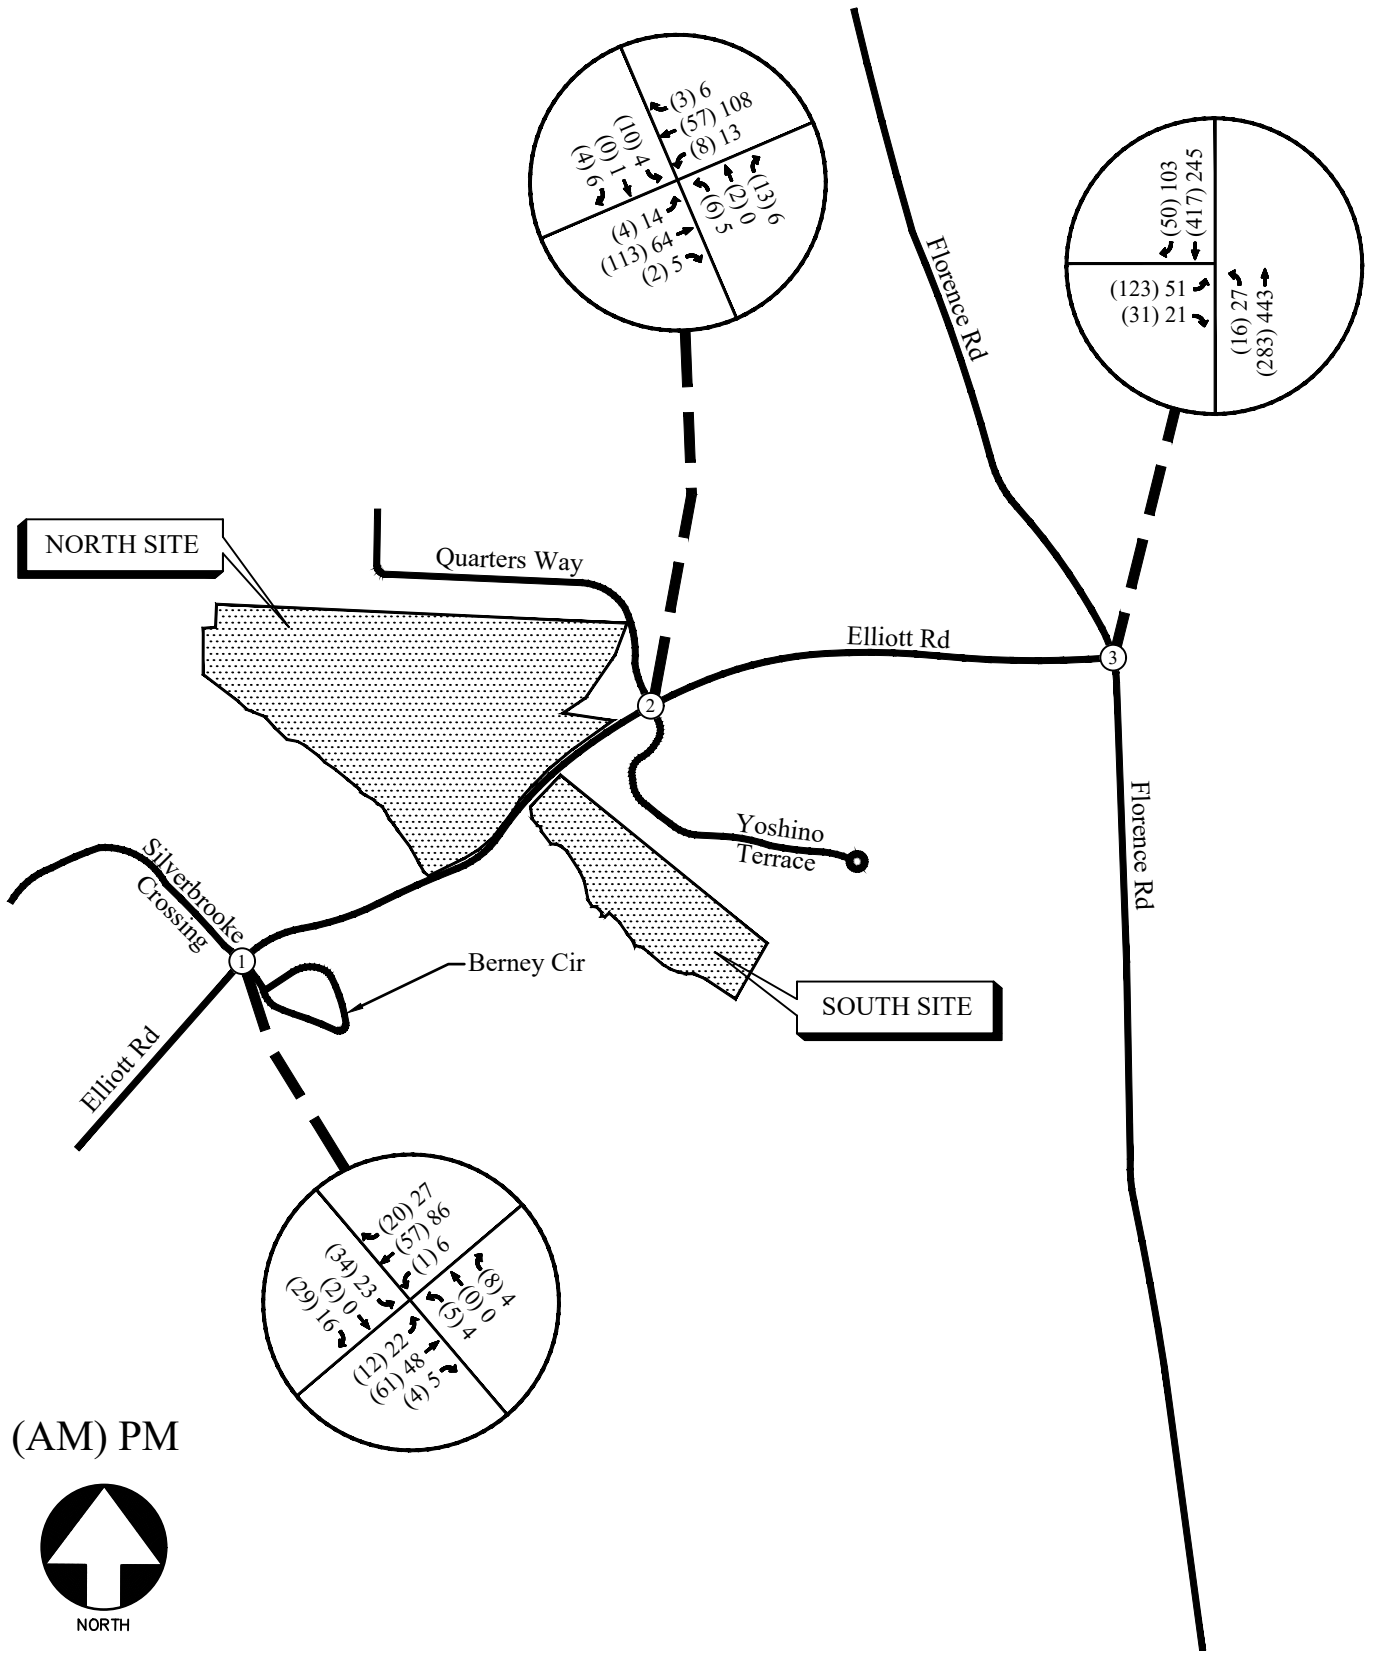 (3) 6
(57) 108
(8) 13
(10) 4
(0) 1
(4) 6
(13) 6
(2) 0
(6) 5
(4) 14
(113) 64
(2) 5
(50) 103
(417) 245
(123) 51
(31) 21
(16) 27
(283) 443
Florence Rd
NORTH SITE
Quarters Way
Elliott Rd
3
2
Yoshino
Terrace
Florence Rd
Silverbrooke
Crossing
1
Berney Cir
SOUTH SITE
Elliott Rd
(20) 27
(57) 86
(1) 6
(34) 23
(2) 0
(29) 16
(8) 4
(0) 0
(5) 4
(12) 22
(61) 48
(4) 5
(AM) PM
NORTH